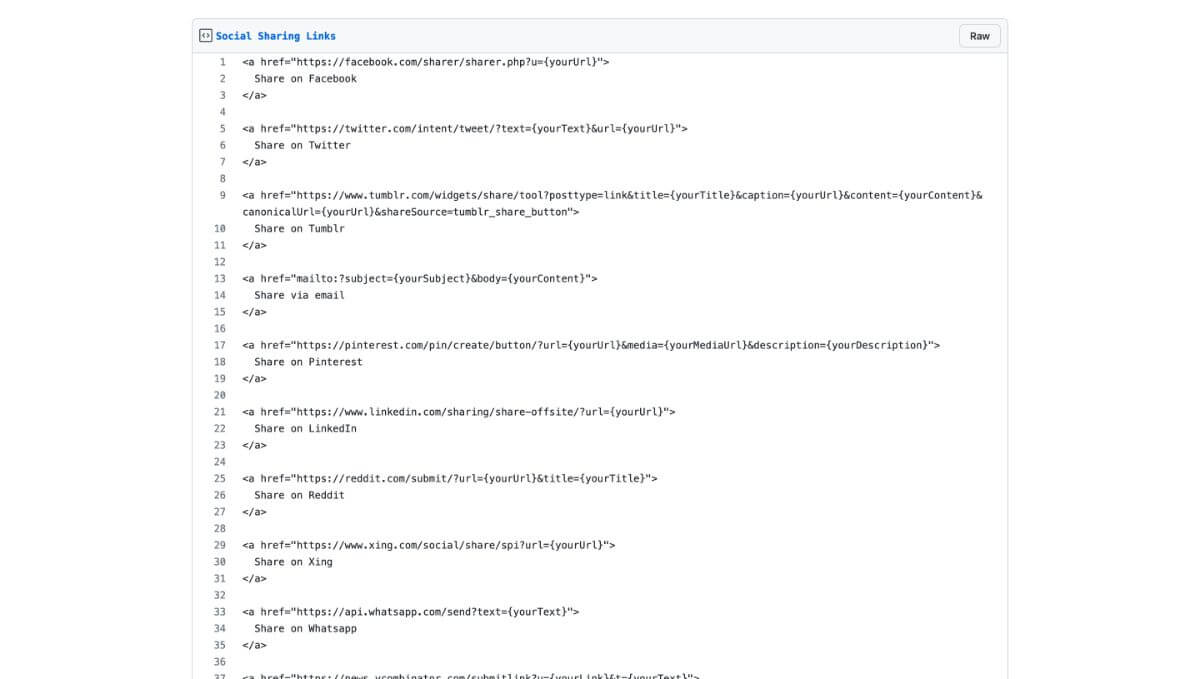 Social Sharing Links
Raw
1 <a href="https://facebook.com/sharer/sharer.php?u={yourUrl}">
2 Share on Facebook
3 </a>
4
5 <a href="https://twitter.com/intent/tweet/?text={yourText}&url={yourUrl}">
6 Share on Twitter
7 </a>
8
9 <a href="https://www.tumblr.com/widgets/share/tool?posttype=link&title={yourTitle}&caption={yourUrl}&content={yourContent}&
canonicalUrl={yourUrl}&shareSource=tumblr_share_button">
10 Share on Tumblr
11 </a>
12
13 <a href="mailto:?subject={yourSubject}&body={yourContent}">
14 Share via email
15 </a>
16
17 <a href="https://pinterest.com/pin/create/button/?url={yourUrl}&media={yourMediaUrl}&description={yourDescription}">
18 Share on Pinterest
19 </a>
20
21 <a href="https://www.linkedin.com/sharing/share-offsite/?url={yourUrl}">
22 Share on LinkedIn
23 </a>
24
25 <a href="https://reddit.com/submit/?url={yourUrl}&title={yourTitle}">
26 Share on Reddit
27 </a>
28
29 <a href="https://www.xing.com/social/share/spi?url={yourUrl}">
30 Share on Xing
31 </a>
32
33 <a href="https://api.whatsapp.com/send?text={yourText}">
34 Share on Whatsapp
35 </a>
36
37 <a href="https://news.ycombinator.com/submitlink?u={yourLink}&t={yourText}">